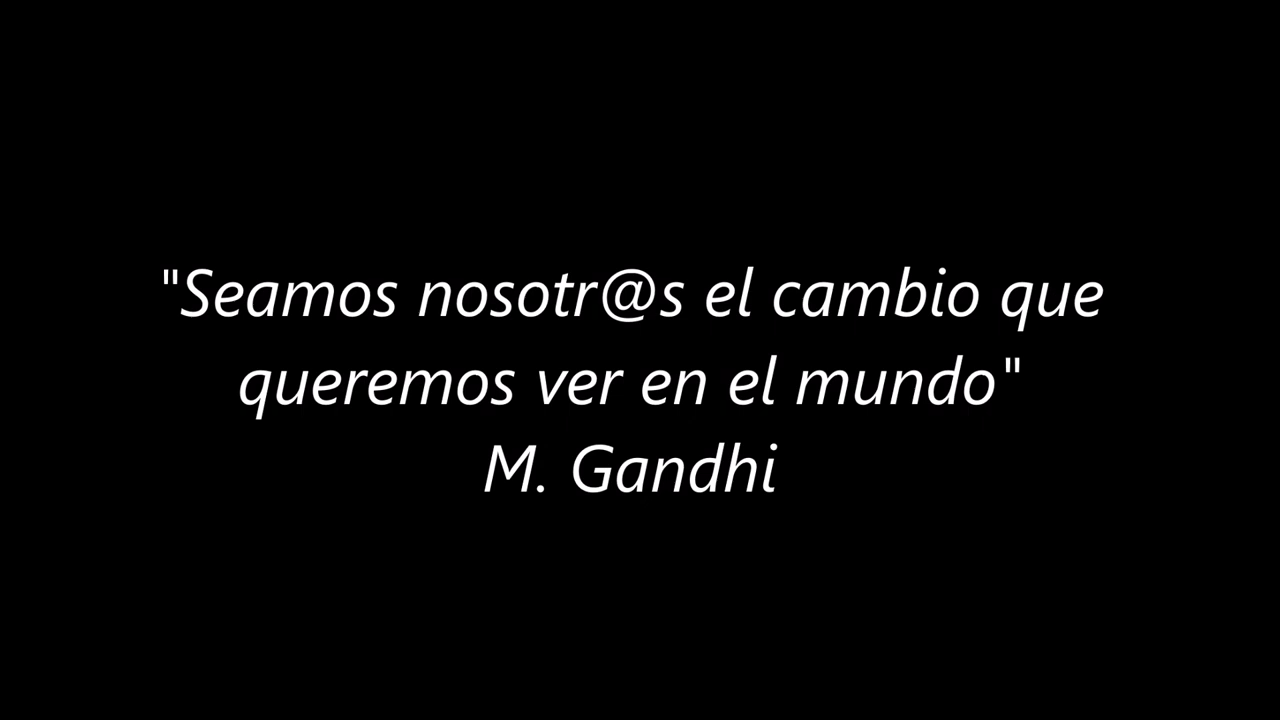 "Seamos nosotr@s el cambio que
queremos ver en el mundo"
M. Gandhi